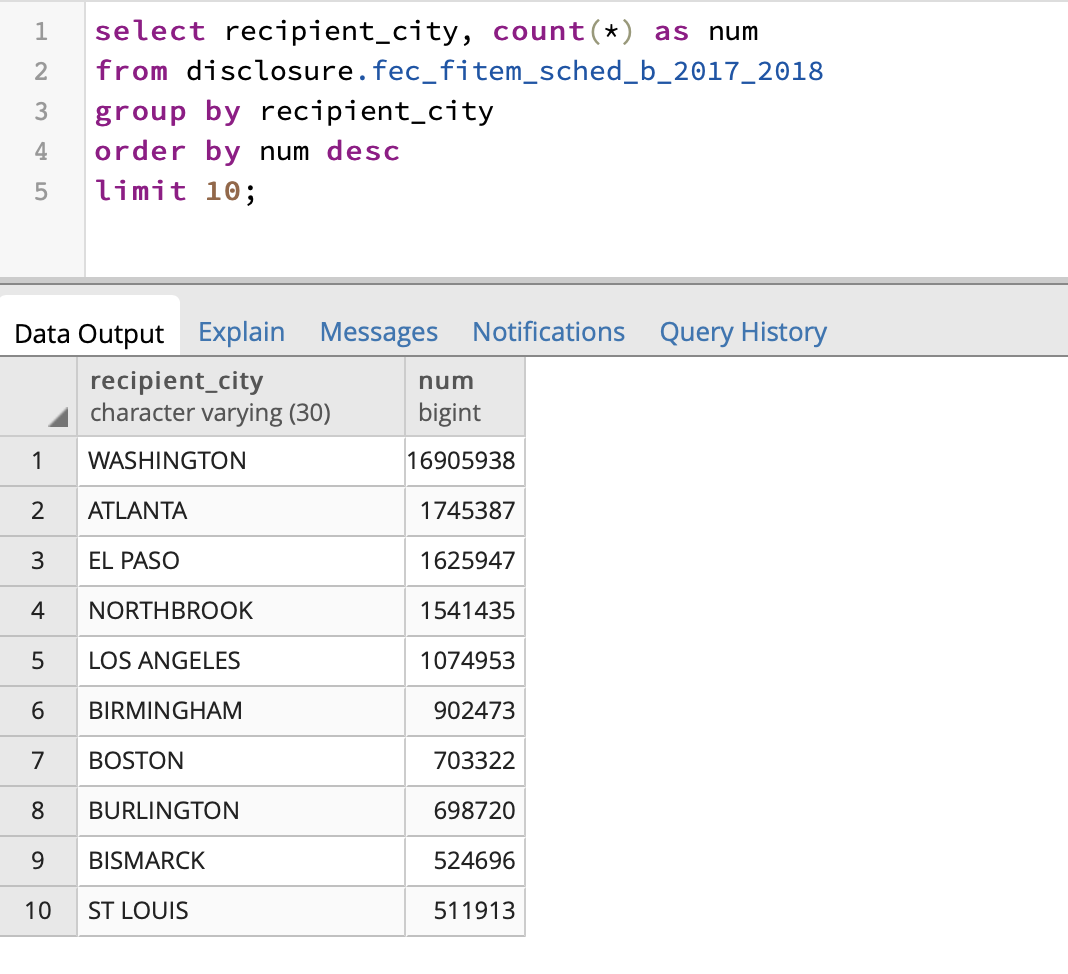 1 select recipient_city, count(*) as num
2 from disclosure.fec_fitem_sched_b_2017_2018
3 group by recipient_city
4 order by num desc
5 limit 10;
Data Output Explain Messages Notifications Query History
recipient_city num
character varying (30) bigint
1 WASHINGTON 16905938
2 ATLANTA 1745387
3 EL PASO 1625947
4 NORTHBROOK 1541435
5 LOS ANGELES 1074953
6 BIRMINGHAM 902473
7 BOSTON 703322
8 BURLINGTON 698720
9 BISMARCK 524696
10 ST LOUIS 511913